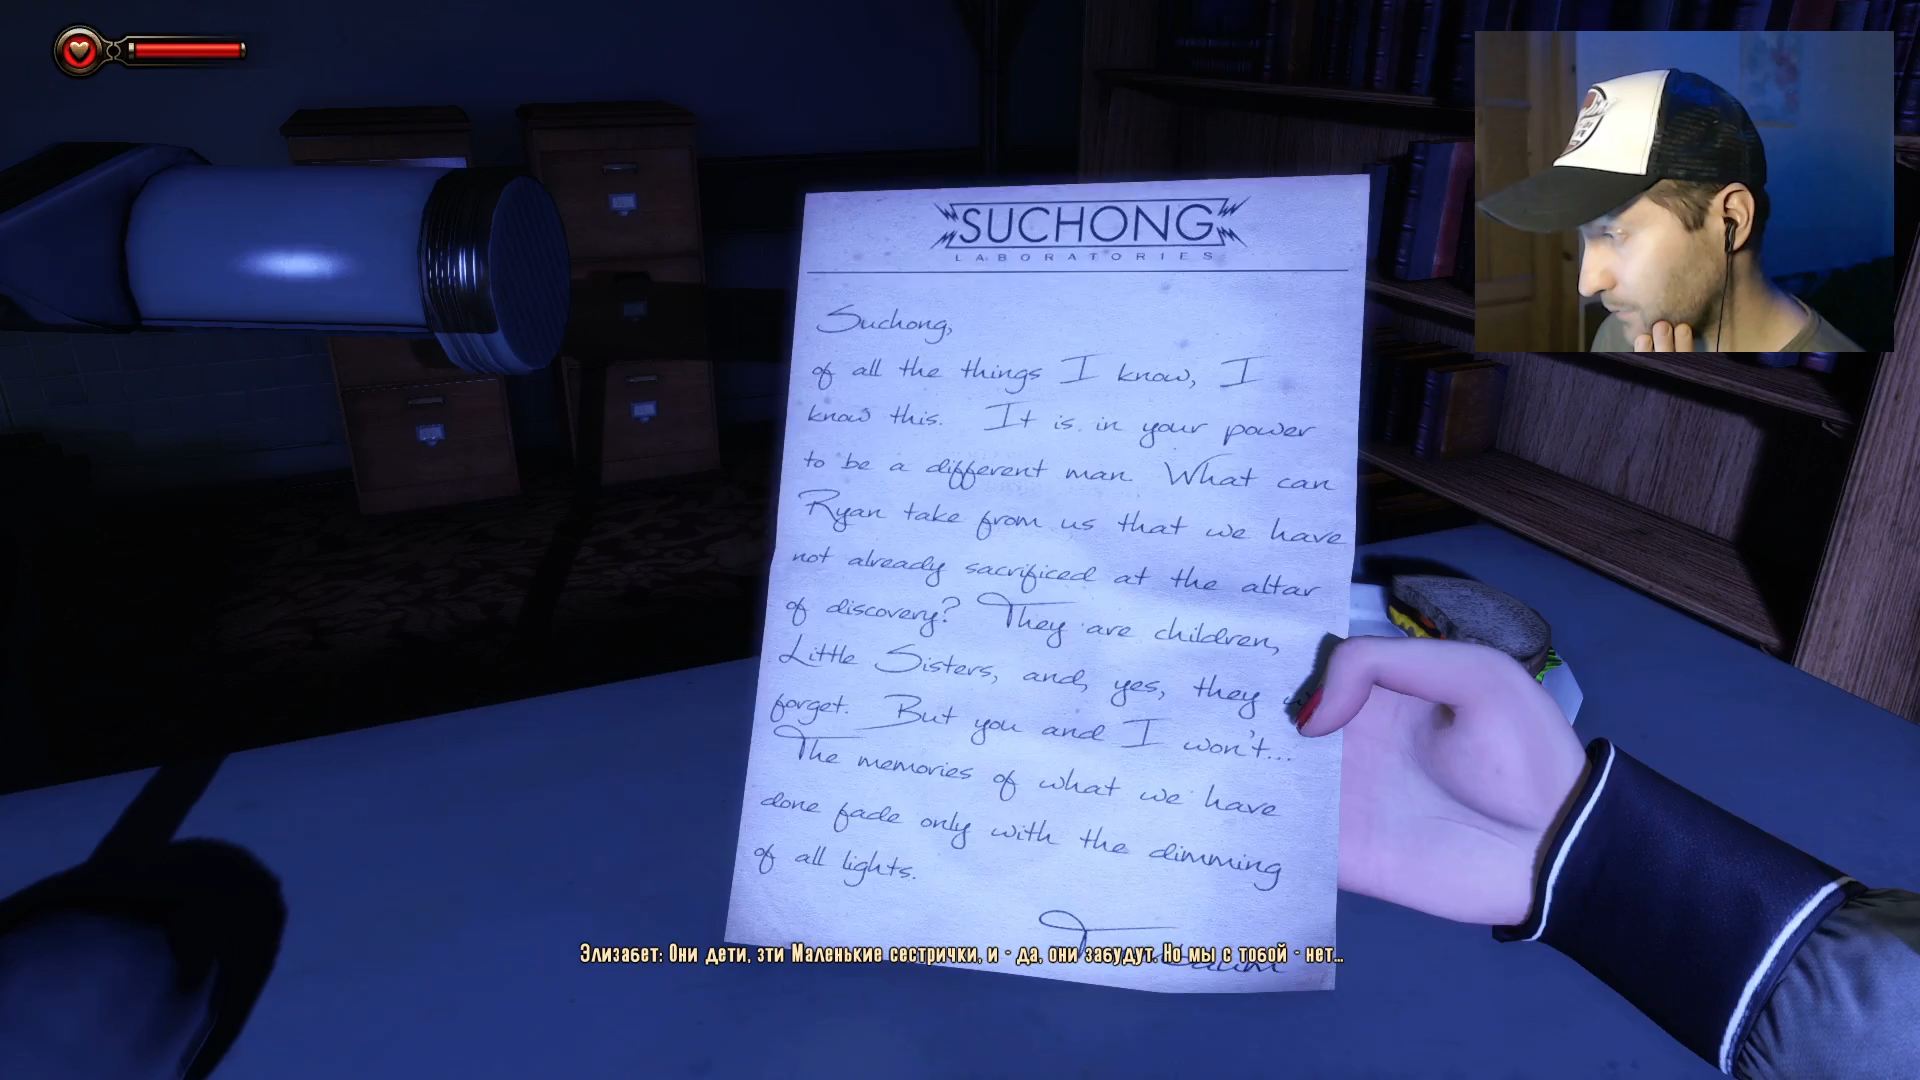 SUCHONG
LABORATORIES
Suchong,
of all the things I know, I
know this. It is in your power
to be a different man. What can
Ryan take from us that we have
not already sacrificed at the altar
of discovery? They are children,
Little Sisters, and, yes, they
forget. But you and I won't...
The memories of what we have
done fade only with the dimming
of all lights.
Элизабет: Они дети, эти Маленькие сестрички, и - да, они забудут. Но мы с тобой - нет...